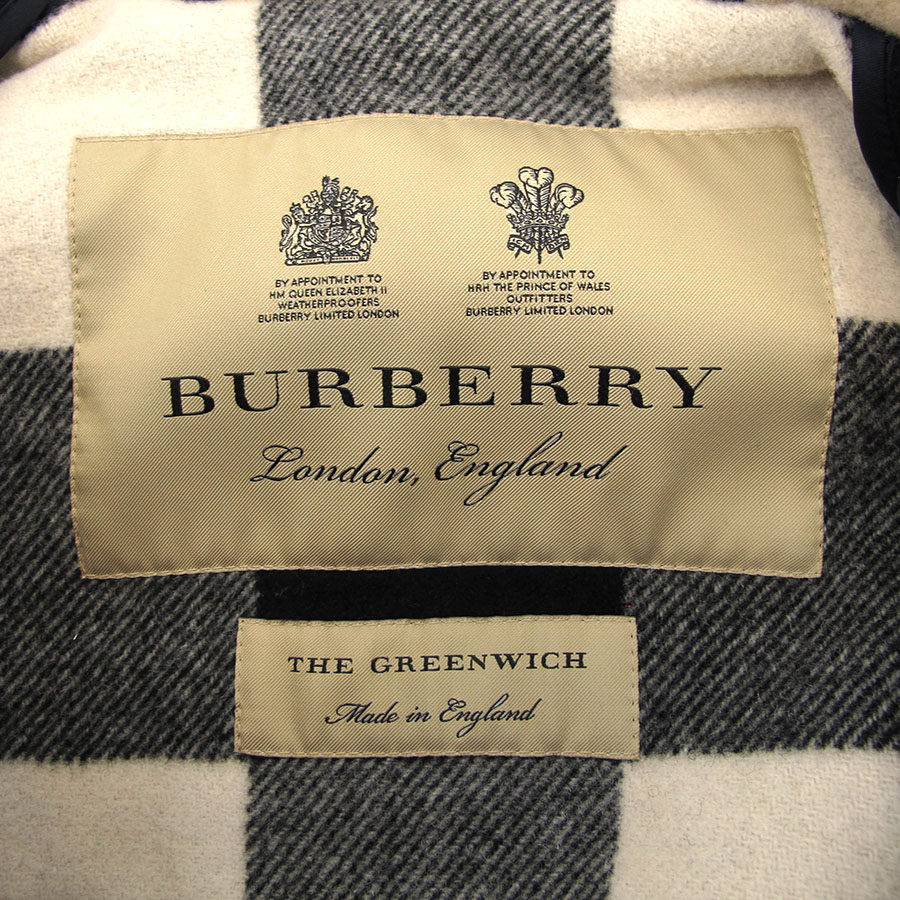 BY APPOINTMENT TO
HM QUEEN ELIZABETH II
WEATHERPROOFERS
BURBERRY LIMITED LONDON
BY APPOINTMENT TO
HRH THE PRINCE OF WALES
OUTFITTERS
BURBERRY LIMITED LONDON
BURBERRY
London, England
THE GREENWICH
Made in England